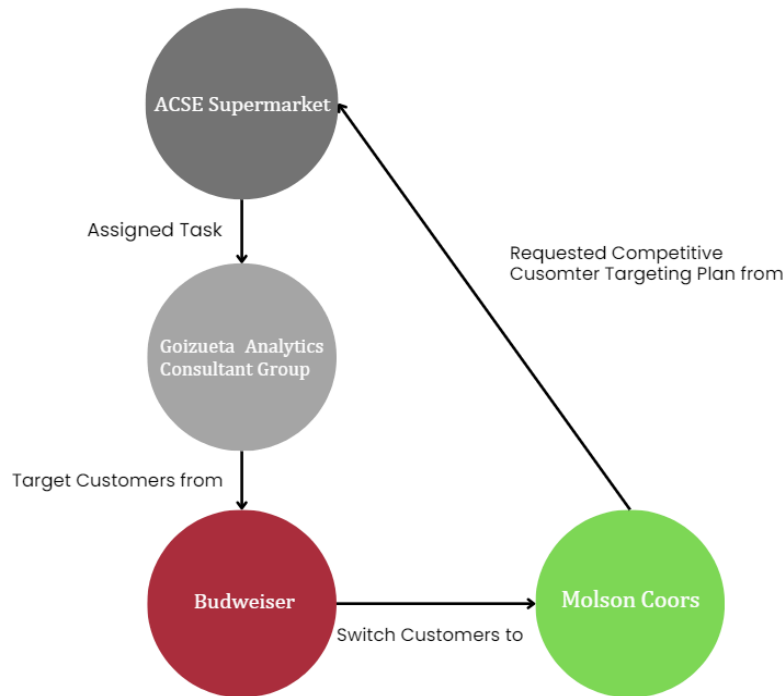 ACSE Supermarket
Assigned Task
Requested Competitive
Cusomter Targeting Plan from
Goizueta Analytics
Consultant Group
Target Customers from
Budweiser
Molson Coors
Switch Customers to